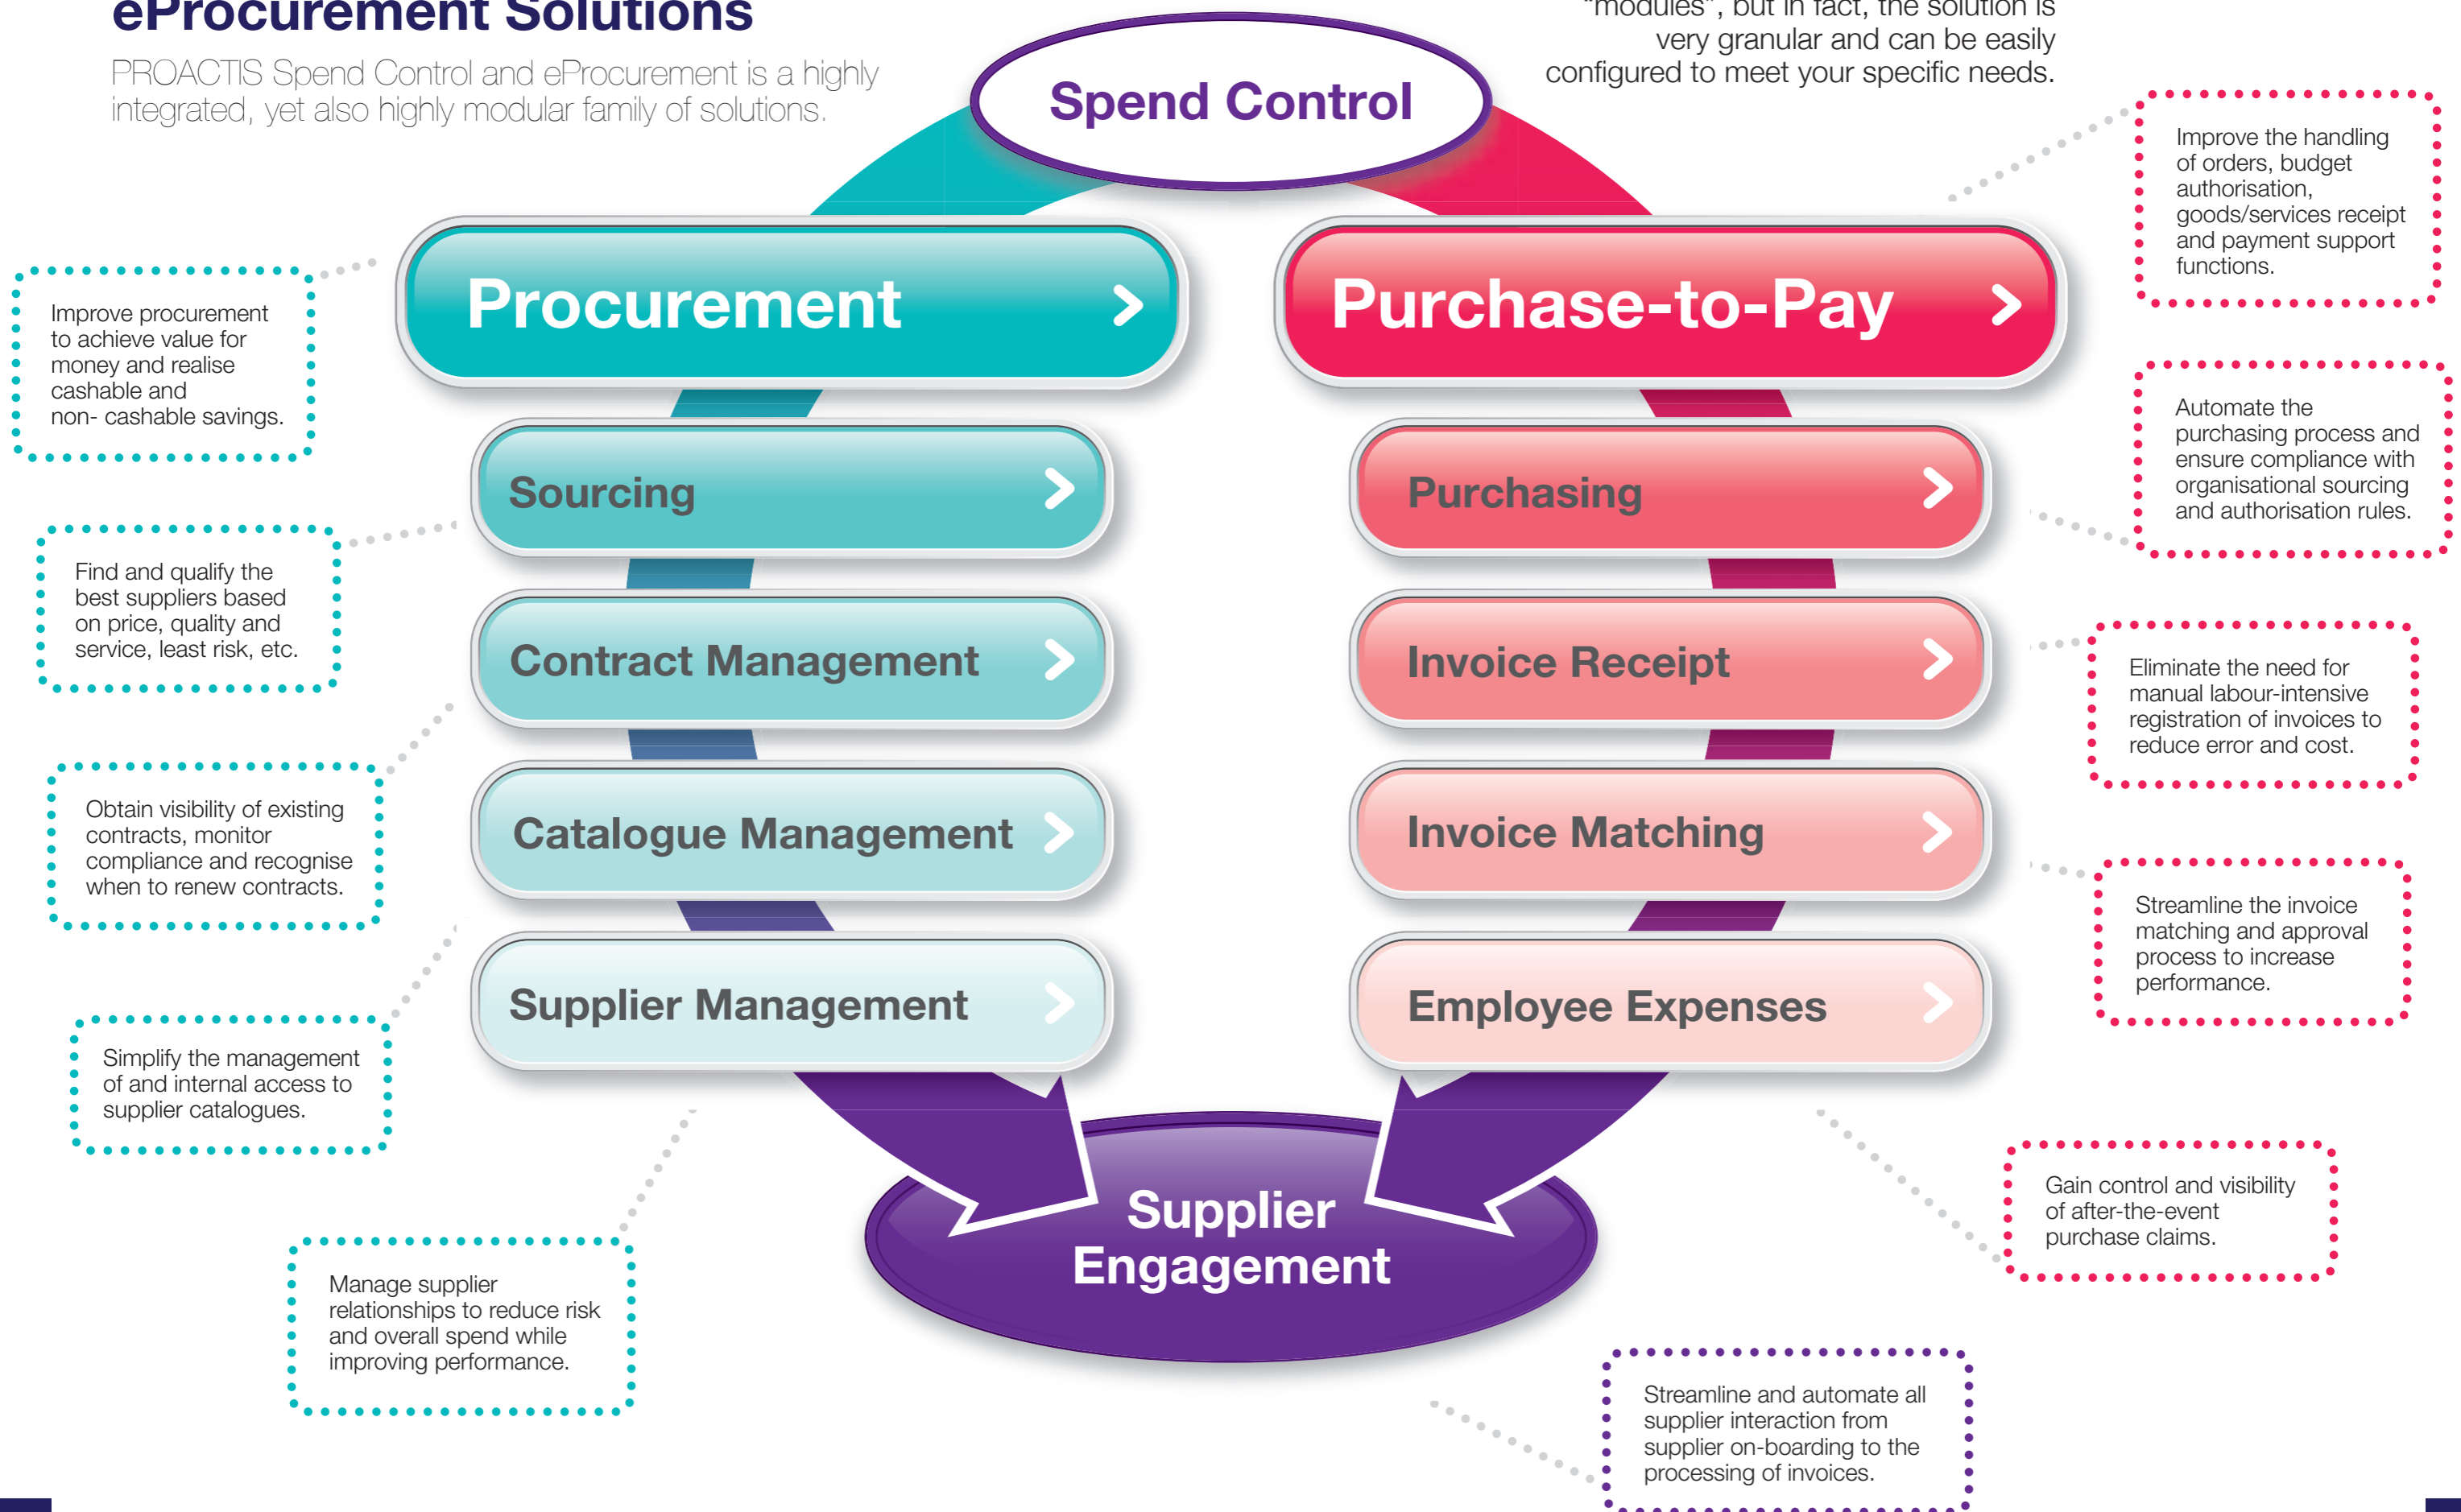 eProcurement Solutions
PROACTIS Spend Control and eProcurement is a highly
integrated, yet also highly modular family of solutions.
"modules", but in fact, the solution is
very granular and can be easily
configured to meet your specific needs.
Spend Control
Procurement
Improve procurement
to achieve value for
money and realise
cashable and
non- cashable savings.
Sourcing
Find and qualify the
best suppliers based
on price, quality and
service, least risk, etc.
Contract Management
Obtain visibility of existing
contracts, monitor
compliance and recognise
when to renew contracts.
Catalogue Management
Simplify the management
of and internal access to
supplier catalogues.
Supplier Management
Manage supplier
relationships to reduce risk
and overall spend while
improving performance.
Purchase-to-Pay
Improve the handling
of orders, budget
authorisation,
goods/services receipt
and payment support
functions.
Purchasing
Automate the
purchasing process and
ensure compliance with
organisational sourcing
and authorisation rules.
Invoice Receipt
Eliminate the need for
manual labour-intensive
registration of invoices to
reduce error and cost.
Invoice Matching
Streamline the invoice
matching and approval
process to increase
performance.
Employee Expenses
Gain control and visibility
of after-the-event
purchase claims.
Supplier
Engagement
Streamline and automate all
supplier interaction from
supplier on-boarding to the
processing of invoices.